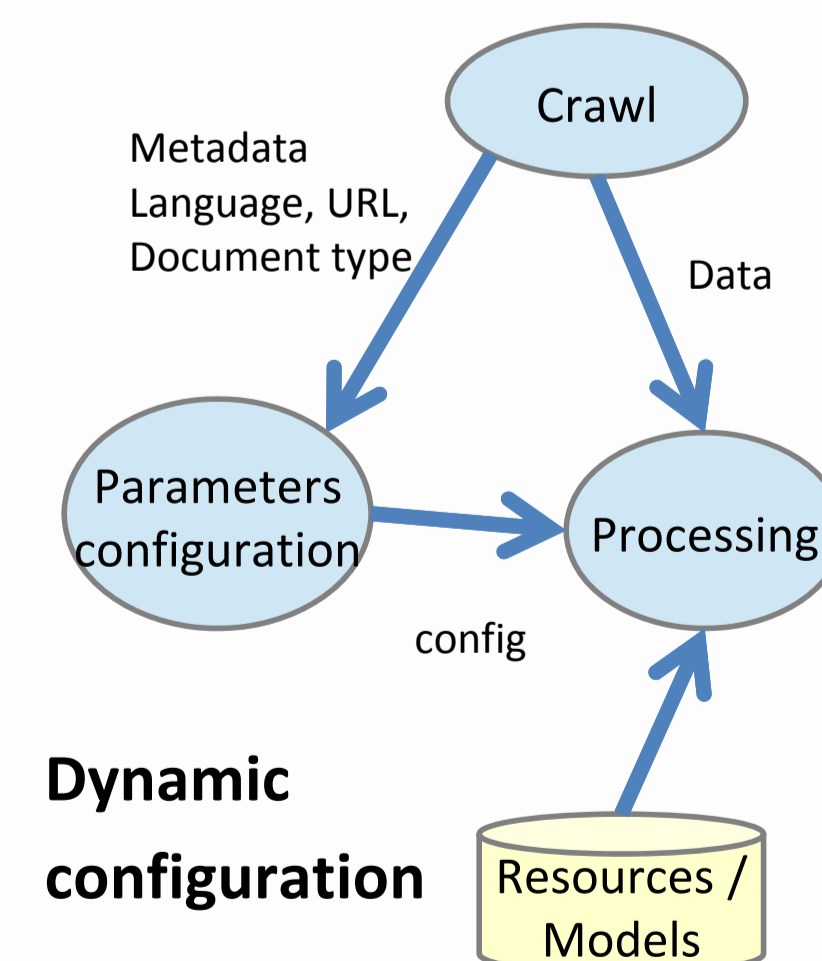 Crawl
Metadata
Language, URL,
Document type
Data
Parameters
configuration
Processing
config
Dynamic
configuration
Resources /
Models